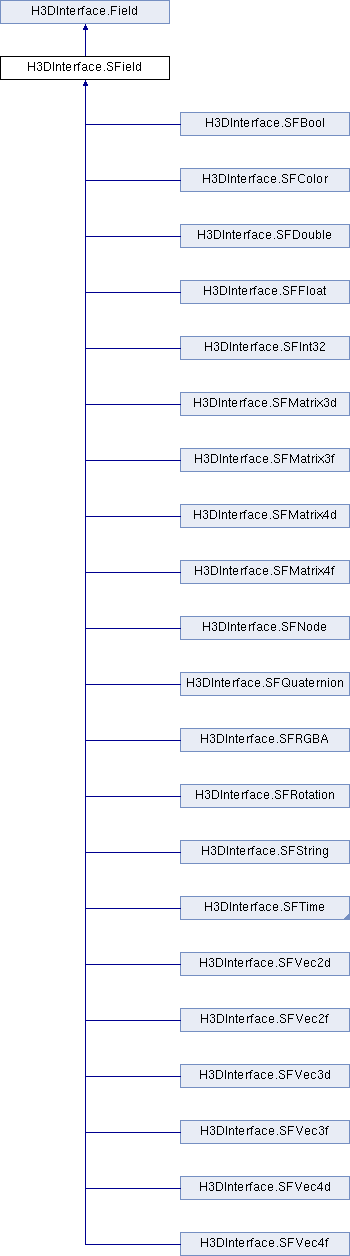 H3DInterface.Field
H3DInterface.SField
H3DInterface.SFBool
H3DInterface.SFColor
H3DInterface.SFDouble
H3DInterface.SFFloat
H3DInterface.SFInt32
H3DInterface.SFMatrix3d
H3DInterface.SFMatrix3f
H3DInterface.SFMatrix4d
H3DInterface.SFMatrix4f
H3DInterface.SFNode
H3DInterface.SFQuaternion
H3DInterface.SFRGBA
H3DInterface.SFRotation
H3DInterface.SFString
H3DInterface.SFTime
H3DInterface.SFVec2d
H3DInterface.SFVec2f
H3DInterface.SFVec3d
H3DInterface.SFVec3f
H3DInterface.SFVec4d
H3DInterface.SFVec4f